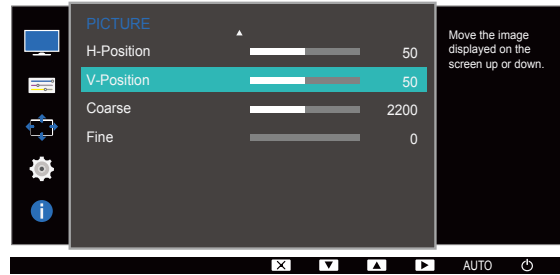 PICTURE
H-Position 50
V-Position 50
Coarse 2200
Fine 0
Move the image
displayed on the
screen up or down.
AUTO